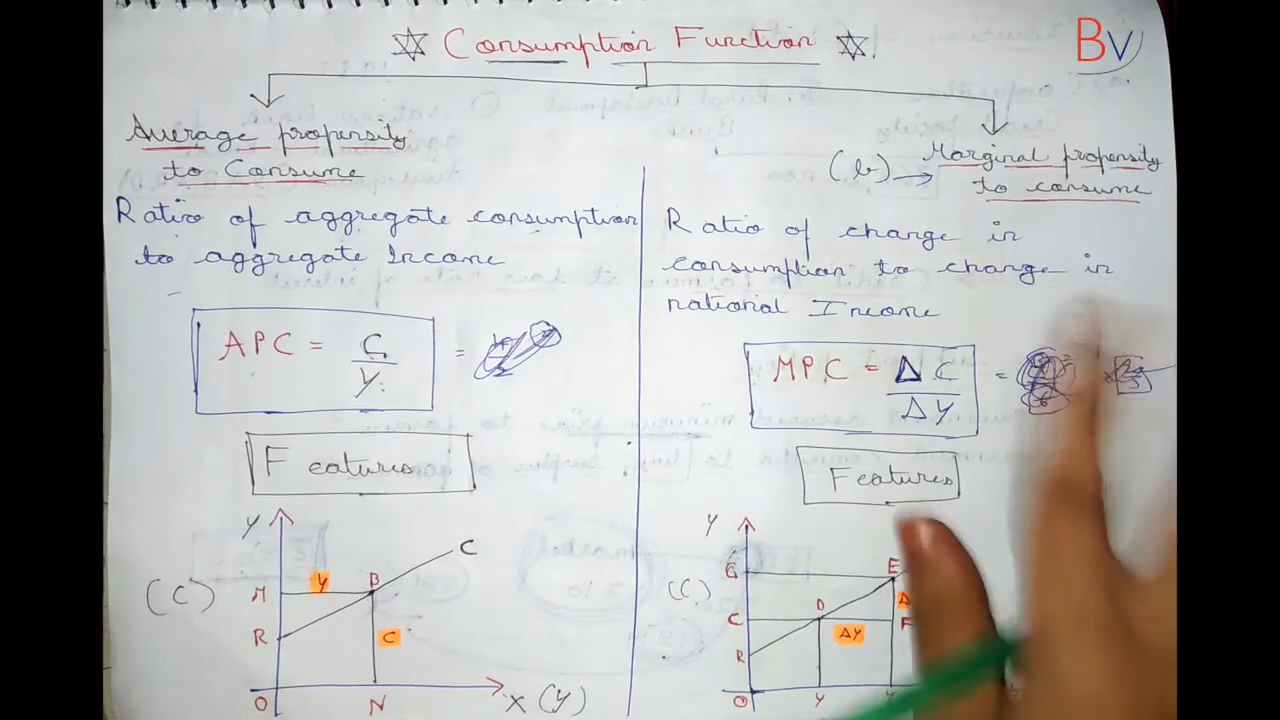 Consumption Function
BV
Average propensity
to Consume
Ratio of aggregate consumption
to aggregate Income
APC = C/Y
=
Features
Y
(C)
M
Y
B
C
R
C
O
N
X (Y)
(b) → Marginal propensity
to consume
Ratio of change in
consumption to change in
national Income
MPC = ΔC/ΔY
=
Features
Y
(C)
G
E
C
D
Δ
F
ΔY
R
O
Y